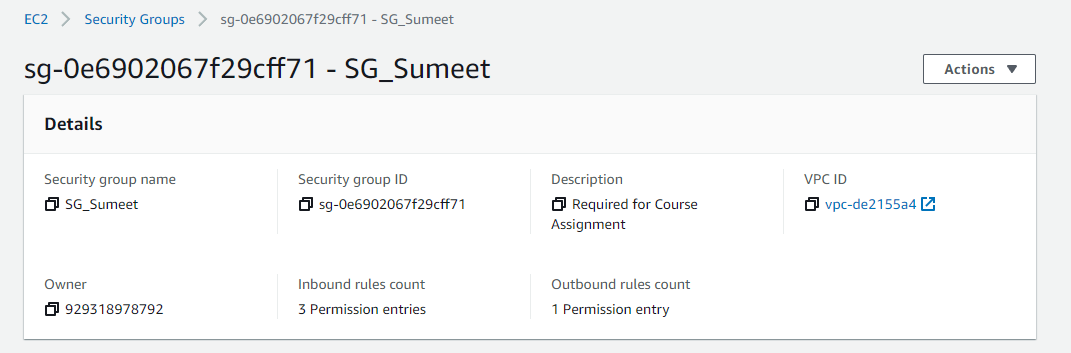 EC2 > Security Groups > sg-0e6902067f29cff71 - SG_Sumeet
sg-0e6902067f29cff71 - SG_Sumeet
Actions
Details
Security group name
SG_Sumeet
Security group ID
sg-0e6902067f29cff71
Description
Required for Course
Assignment
VPC ID
vpc-de2155a4
Owner
929318978792
Inbound rules count
3 Permission entries
Outbound rules count
1 Permission entry